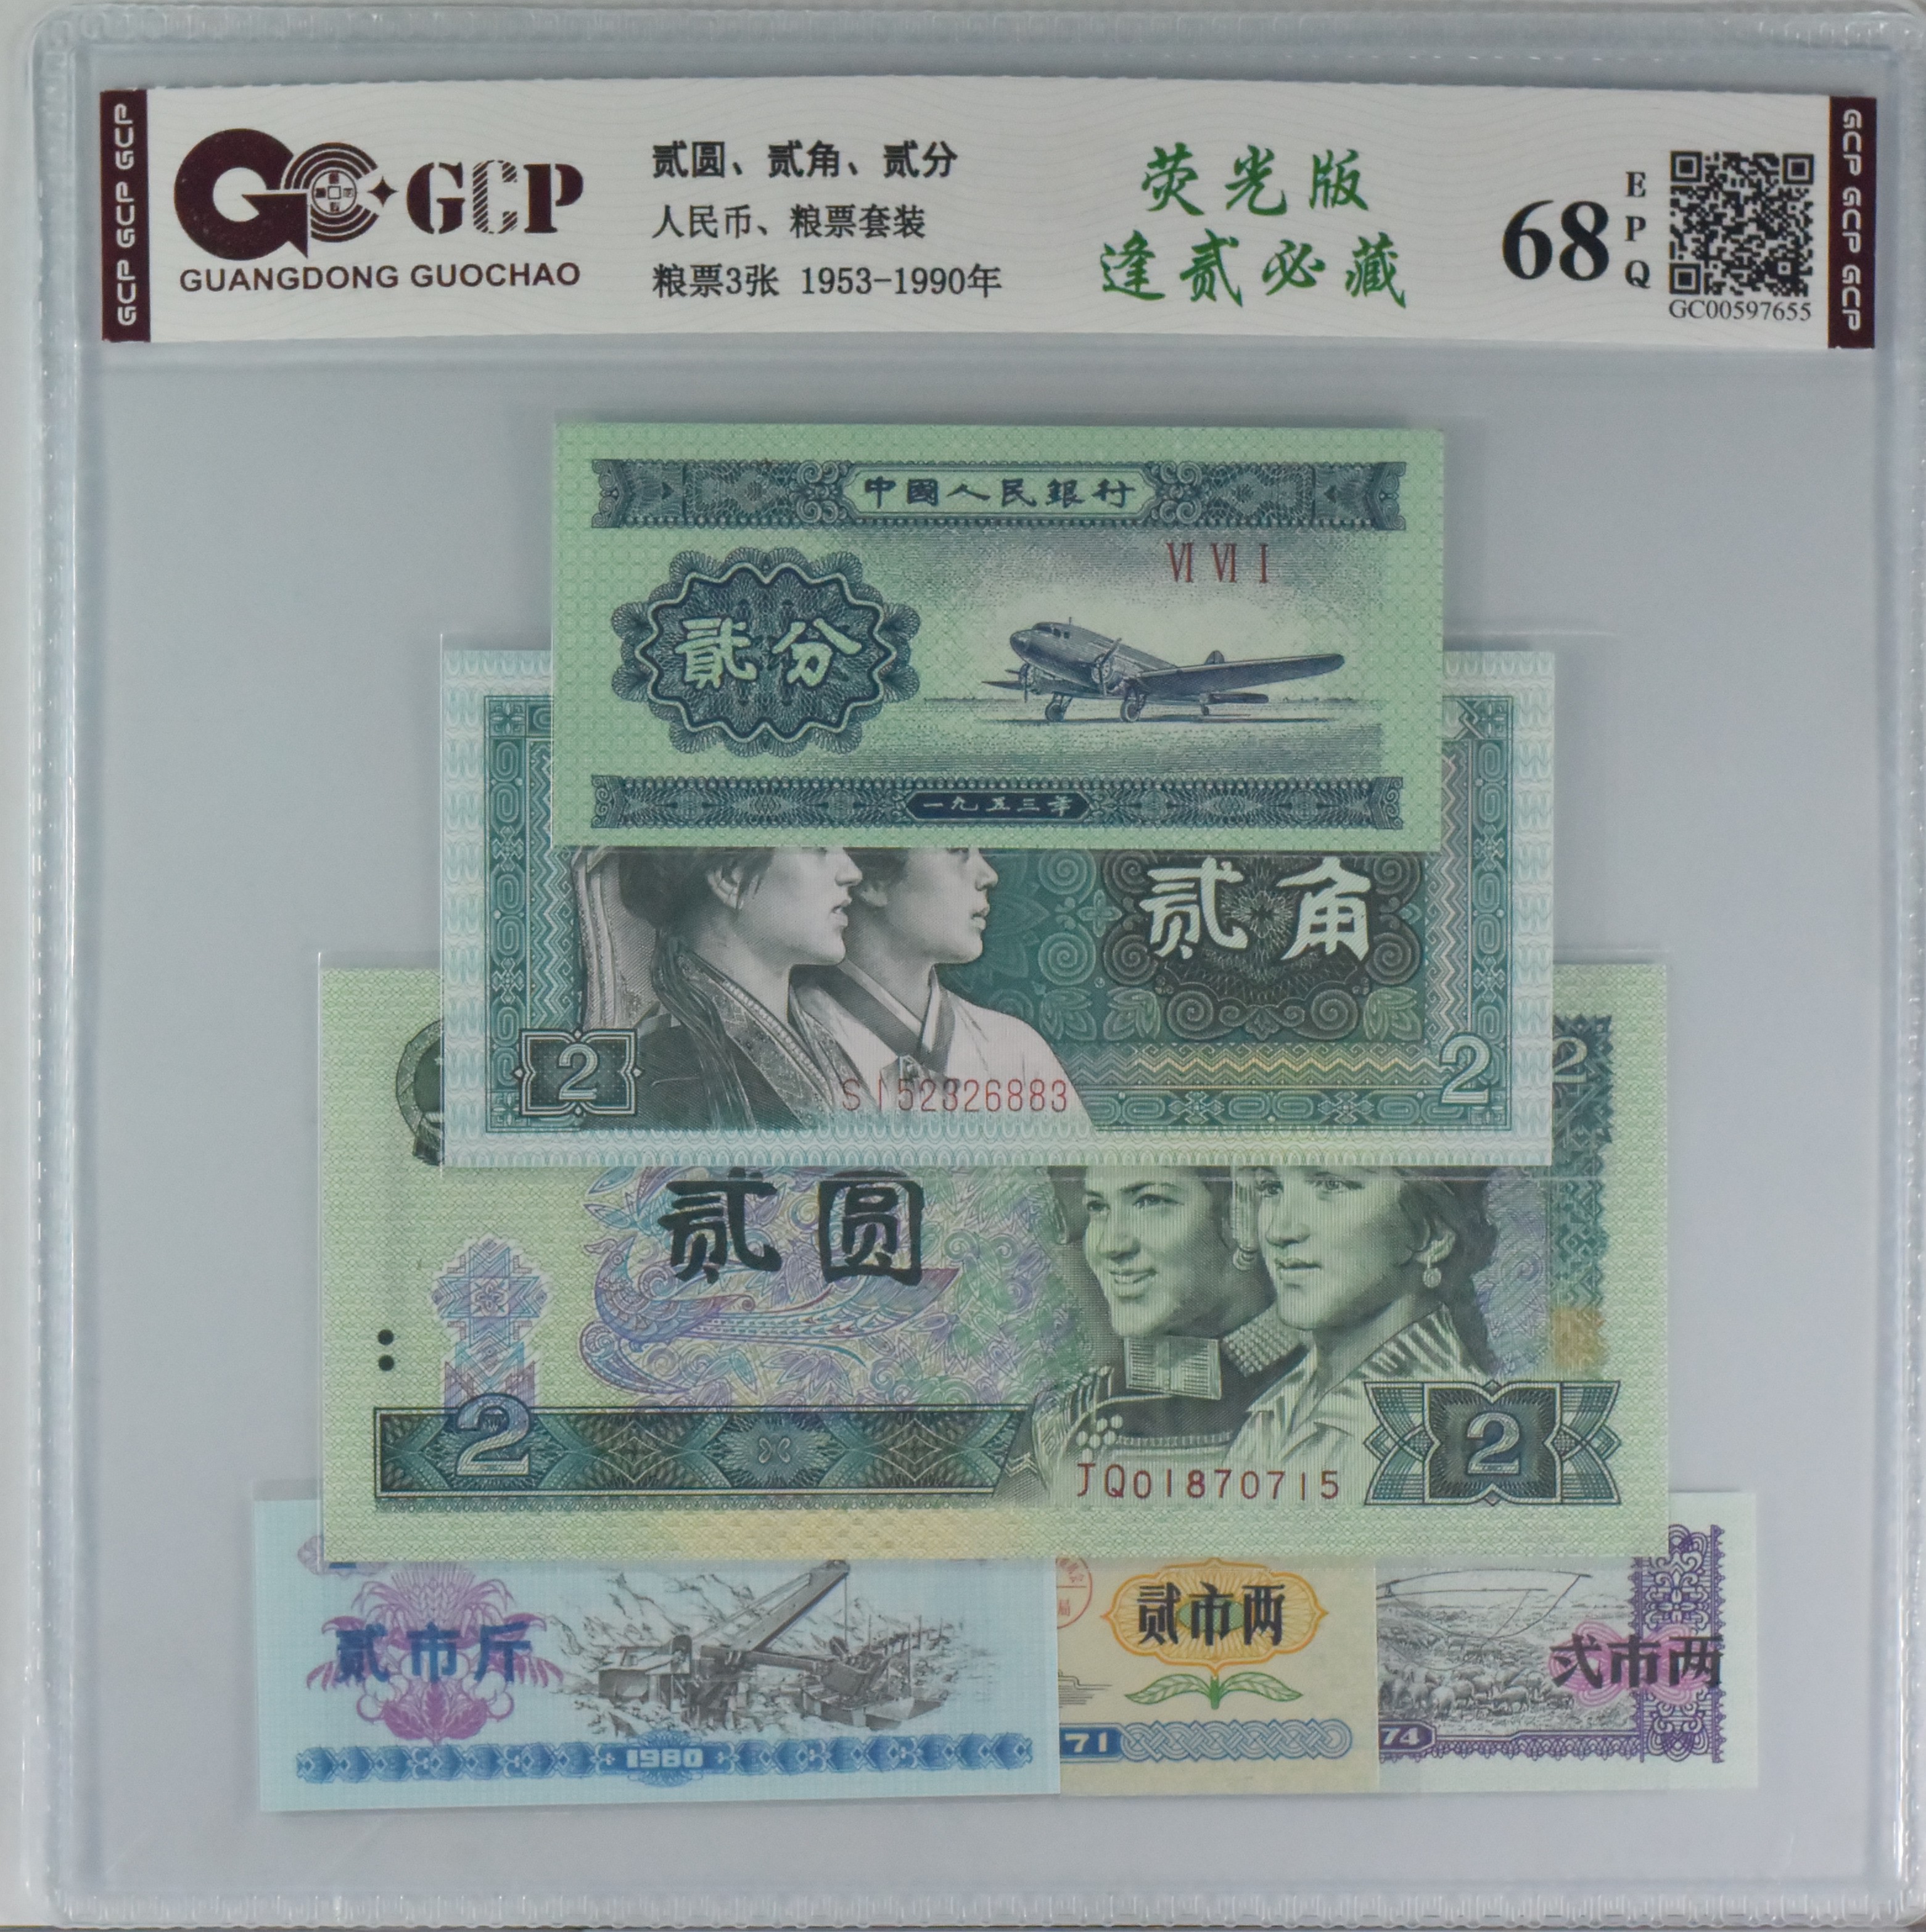 GCP GCP GCP
GCP
GUANGDONG GUOCHAO
贰圆、贰角、贰分
人民币、粮票套装
粮票3张 1953-1990年
荧光版
逢贰必藏
68
EPQ
GC00597655
GCP GCP GCP
中國人民銀行
VI VI I
貳分
一九五三年
贰角
2
2
S152326883
2
贰圆
2
JQ01870715
2
贰市斤
1980
贰市两
71
弍市两
74